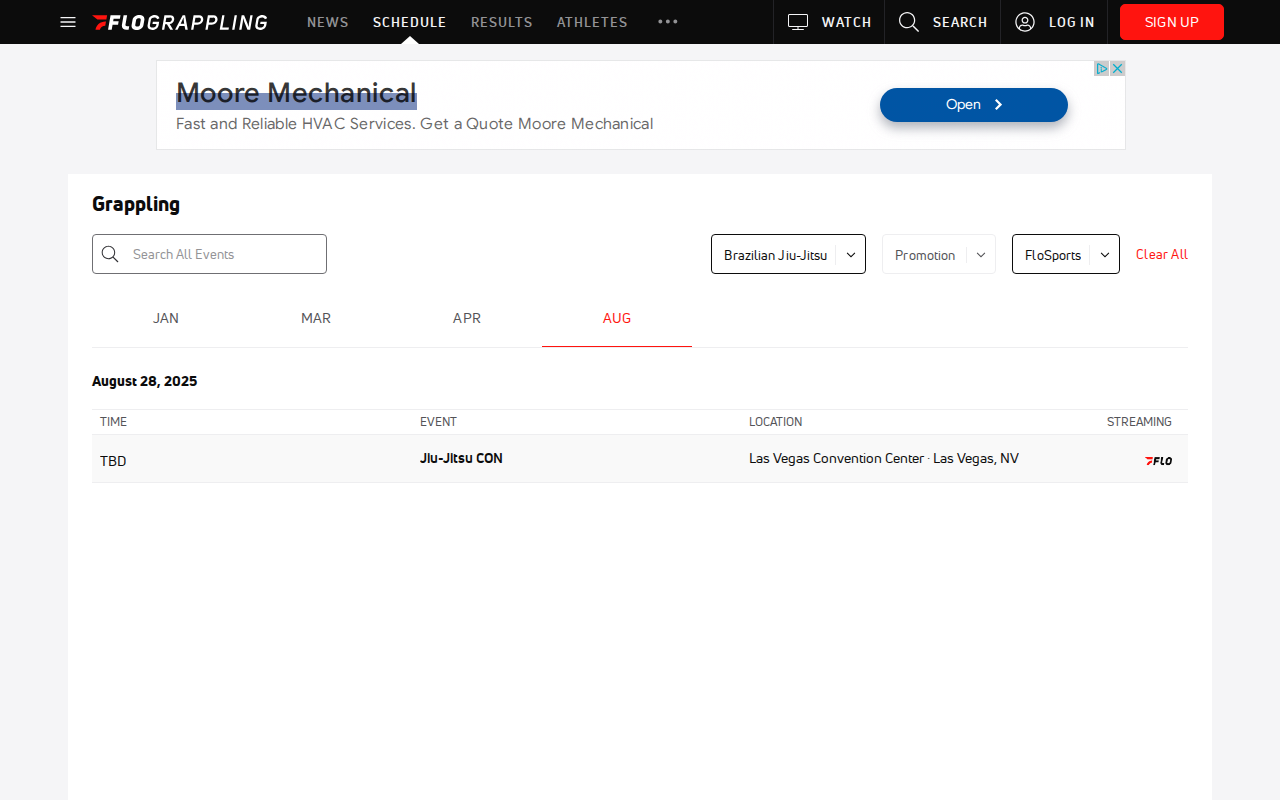 FLOGRAPPLING NEWS SCHEDULE RESULTS ATHLETES ••• WATCH SEARCH LOG IN SIGN UP
Moore Mechanical
Fast and Reliable HVAC Services. Get a Quote Moore Mechanical
Open
Grappling
Search All Events Brazilian Jiu-Jitsu Promotion FloSports Clear All
JAN MAR APR AUG
August 28, 2025
TIME EVENT LOCATION STREAMING
TBD Jiu-Jitsu CON Las Vegas Convention Center · Las Vegas, NV FLO